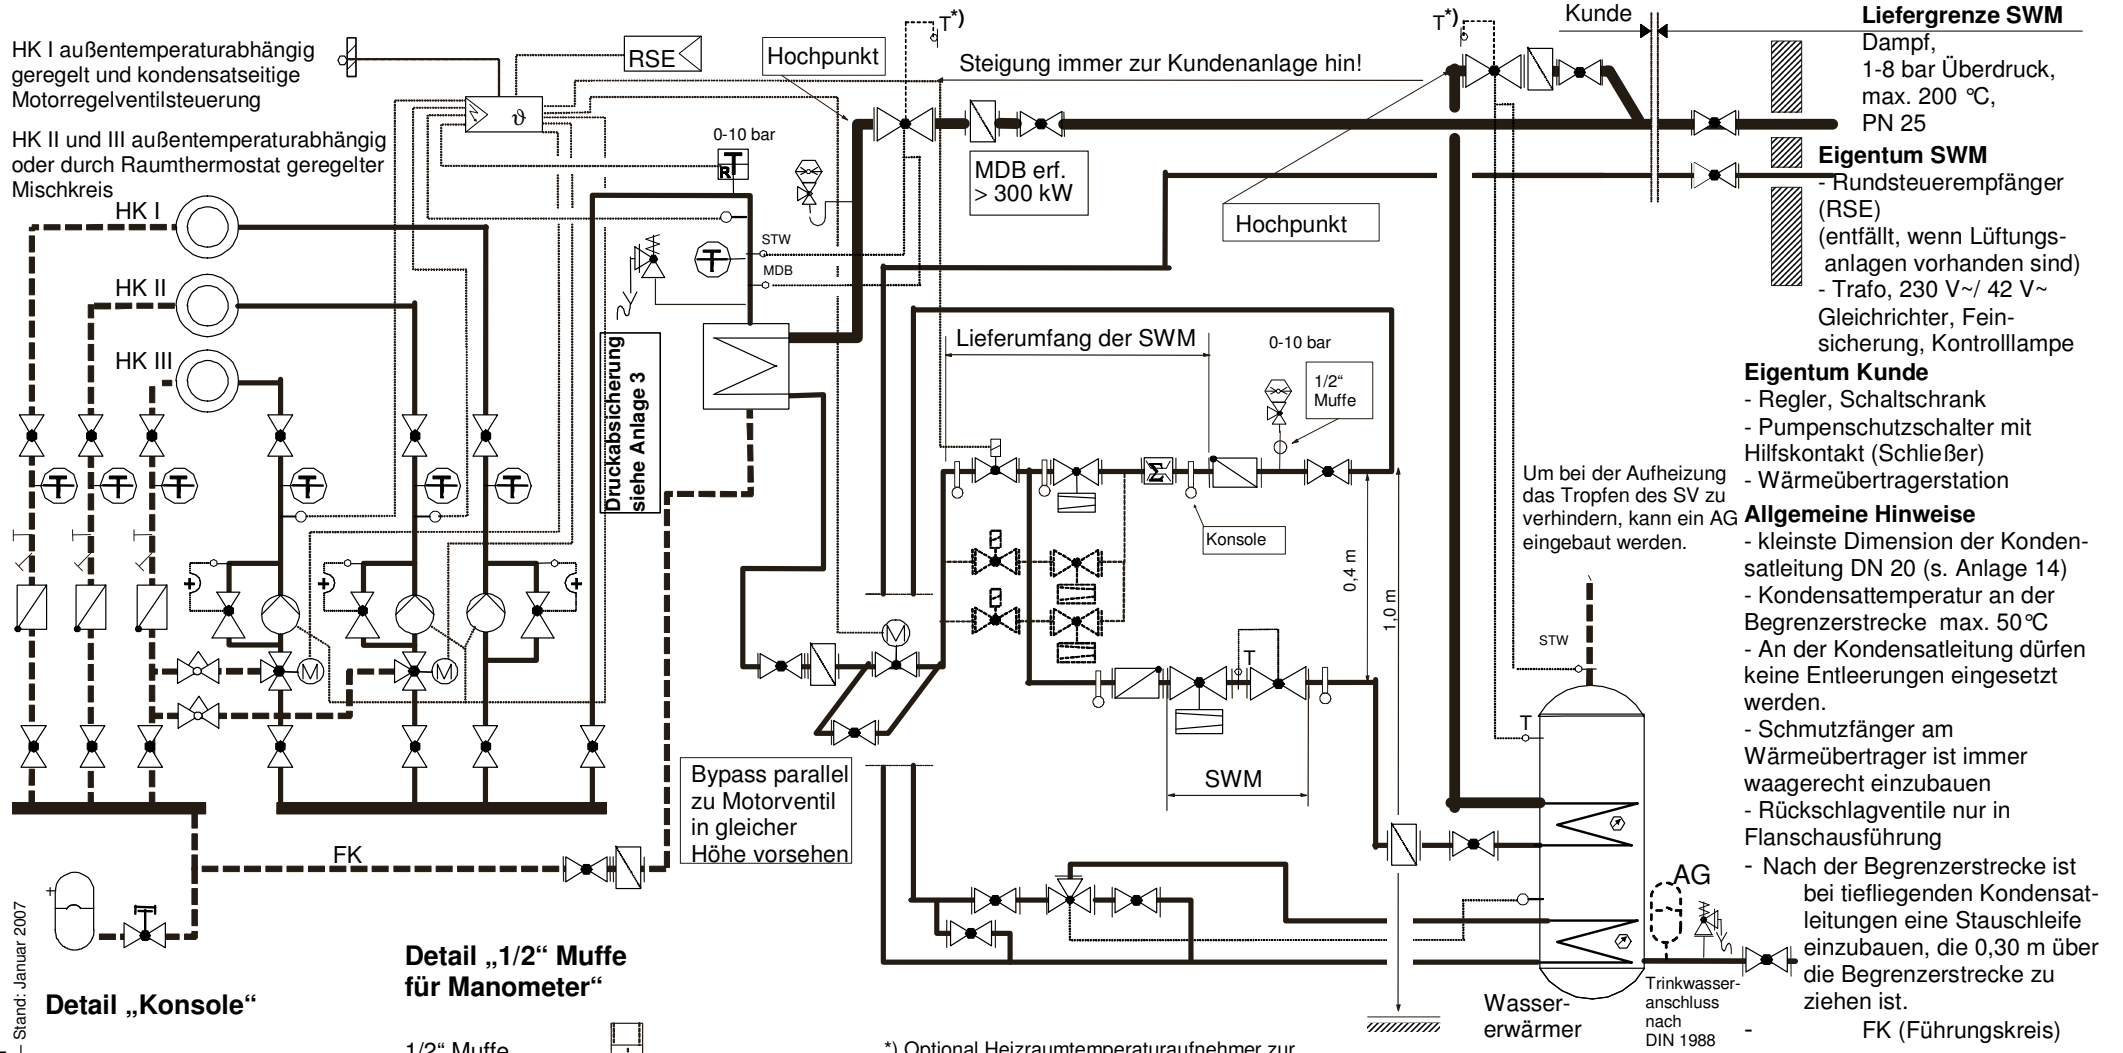 HK I außentemperaturabhängig
geregelt und kondensatseitige
Motorregelventilsteuerung
HK II und III außentemperaturabhängig
oder durch Raumthermostat geregelter
Mischkreis
HK I
HK II
HK III
RSE
ϑ
0-10 bar
T
R
Hochpunkt
T*)
Steigung immer zur Kundenanlage hin!
T*)
Kunde
MDB erf.
> 300 kW
Hochpunkt
STW
MDB
T
Druckabsicherung
siehe Anlage 3
Lieferumfang der SWM
0-10 bar
1/2“
Muffe
Σ
Konsole
0,4 m
1,0 m
T
T
T
T
T
T
M
M
M
T
SWM
Bypass parallel
zu Motorventil
in gleicher
Höhe vorsehen
FK
Um bei der Aufheizung
das Tropfen des SV zu
verhindern, kann ein AG
eingebaut werden.
STW
T
AG
Wasser-
erwärmer
Trinkwasser-
anschluss
nach
DIN 1988
Liefergrenze SWM
Dampf,
1-8 bar Überdruck,
max. 200 °C,
PN 25
Eigentum SWM
- Rundsteuerempfänger
(RSE)
(entfällt, wenn Lüftungs-
anlagen vorhanden sind)
- Trafo, 230 V~/ 42 V~
Gleichrichter, Fein-
sicherung, Kontrolllampe
Eigentum Kunde
- Regler, Schaltschrank
- Pumpenschutzschalter mit
Hilfskontakt (Schließer)
- Wärmeübertragerstation
Allgemeine Hinweise
- kleinste Dimension der Konden-
satleitung DN 20 (s. Anlage 14)
- Kondensattemperatur an der
Begrenzerstrecke max. 50°C
- An der Kondensatleitung dürfen
keine Entleerungen eingesetzt
werden.
- Schmutzfänger am
Wärmeübertrager ist immer
waagerecht einzubauen
- Rückschlagventile nur in
Flanschausführung
- Nach der Begrenzerstrecke ist
bei tiefliegenden Kondensat-
leitungen eine Stauschleife
einzubauen, die 0,30 m über
die Begrenzerstrecke zu
ziehen ist.
- FK (Führungskreis)
– Stand: Januar 2007
Detail „Konsole“
Detail „1/2“ Muffe
für Manometer“
1/2“ Muffe
*) Optional Heizraumtemperaturaufnehmer zur